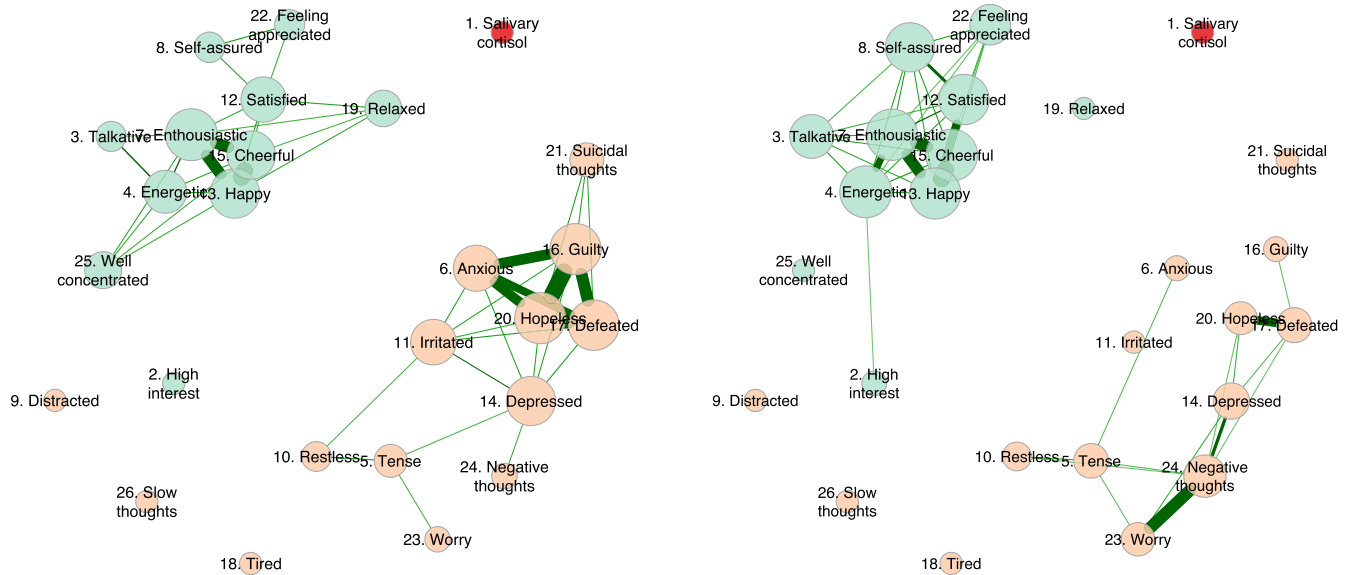 22. Feeling
appreciated
1. Salivary
cortisol
8. Self-assured
12. Satisfied
19. Relaxed
3. Talkative
7. Enthousiastic
15. Cheerful
21. Suicidal
thoughts
4. Energetic
13. Happy
16. Guilty
25. Well
concentrated
6. Anxious
20. Hopeless
17. Defeated
11. Irritated
2. High
interest
9. Distracted
14. Depressed
10. Restless
5. Tense
24. Negative
thoughts
26. Slow
thoughts
23. Worry
18. Tired
22. Feeling
appreciated
1. Salivary
cortisol
8. Self-assured
12. Satisfied
19. Relaxed
3. Talkative
7. Enthousiastic
15. Cheerful
21. Suicidal
thoughts
4. Energetic
13. Happy
16. Guilty
25. Well
concentrated
6. Anxious
20. Hopeless
17. Defeated
11. Irritated
2. High
interest
9. Distracted
14. Depressed
10. Restless
5. Tense
24. Negative
thoughts
26. Slow
thoughts
23. Worry
18. Tired